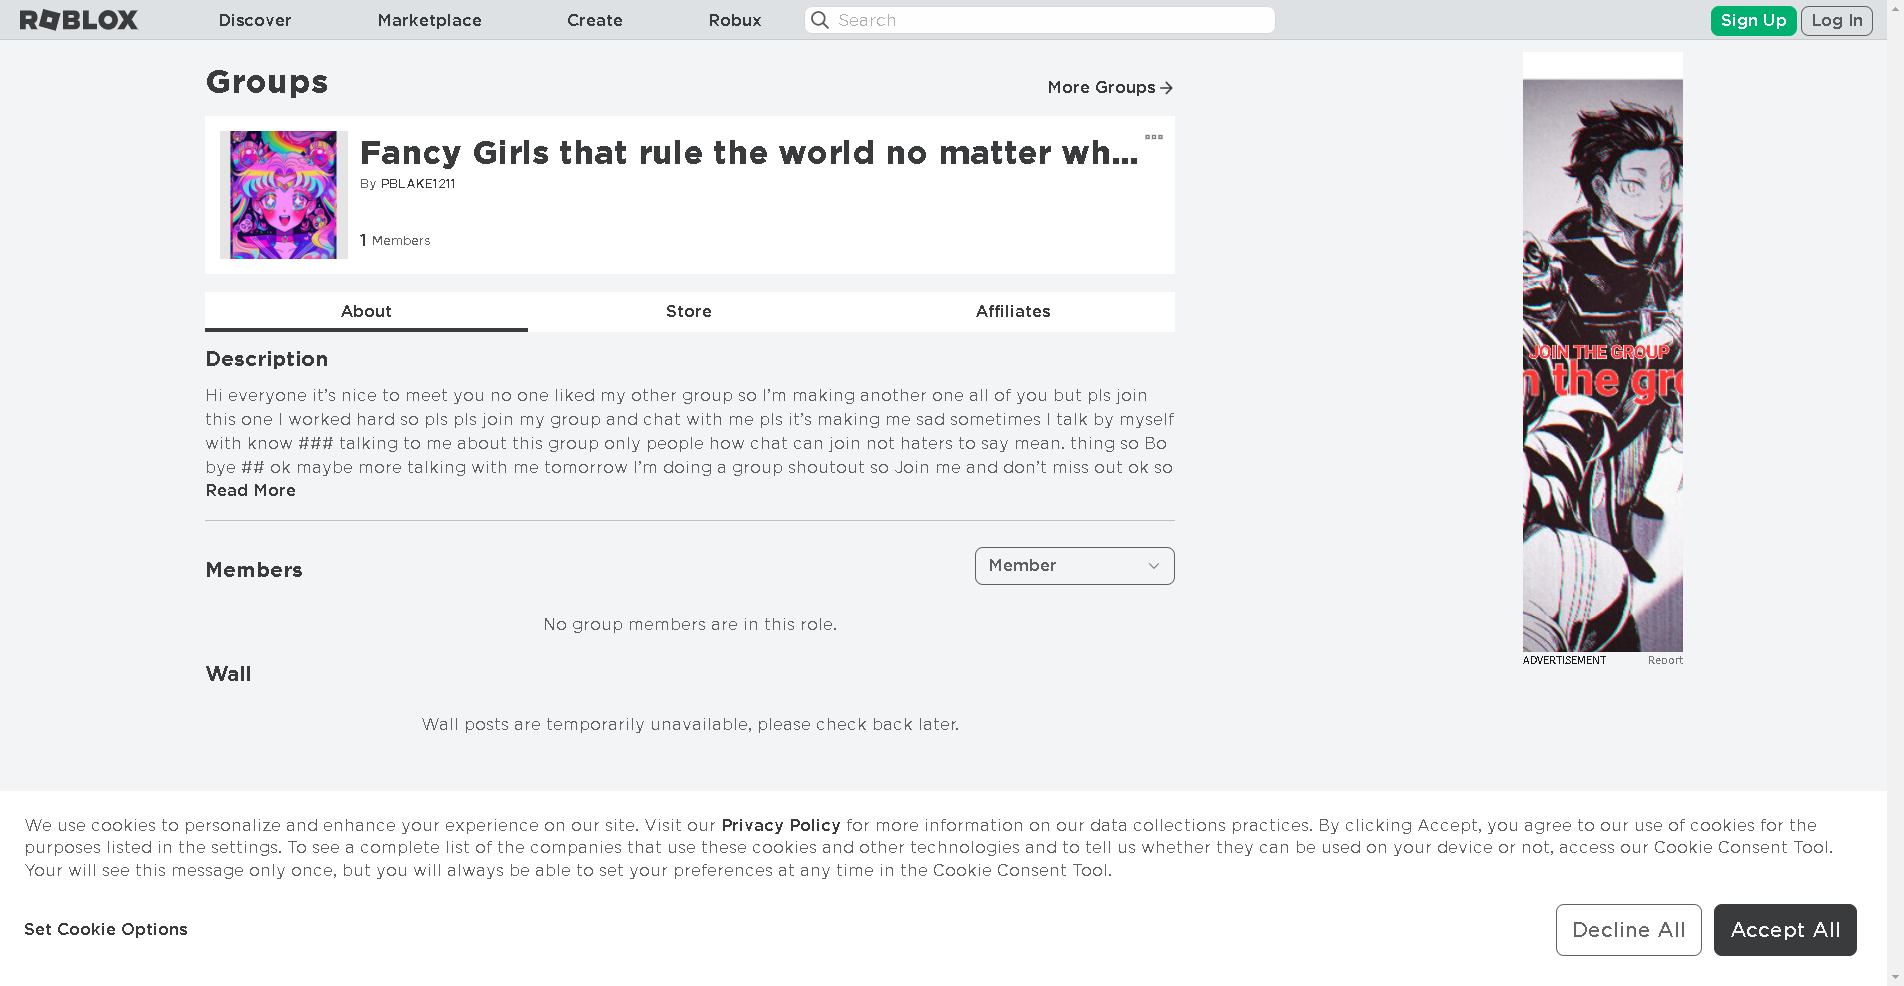 ROBLOX
Discover
Marketplace
Create
Robux
Search
Sign Up
Log In
Groups
More Groups
Fancy Girls that rule the world no matter wh...
By PBLAKE1211
1 Members
About
Store
Affiliates
Description
Hi everyone it’s nice to meet you no one liked my other group so I’m making another one all of you but pls join
this one I worked hard so pls pls join my group and chat with me pls it’s making me sad sometimes I talk by myself
with know ### talking to me about this group only people how chat can join not haters to say mean. thing so Bo
bye ## ok maybe more talking with me tomorrow I’m doing a group shoutout so Join me and don’t miss out ok so
Read More
Members
Member
No group members are in this role.
Wall
Wall posts are temporarily unavailable, please check back later.
JOIN THE GROUP
n the gro
ADVERTISEMENT
Report
We use cookies to personalize and enhance your experience on our site. Visit our Privacy Policy for more information on our data collections practices. By clicking Accept, you agree to our use of cookies for the
purposes listed in the settings. To see a complete list of the companies that use these cookies and other technologies and to tell us whether they can be used on your device or not, access our Cookie Consent Tool.
Your will see this message only once, but you will always be able to set your preferences at any time in the Cookie Consent Tool.
Set Cookie Options
Decline All
Accept All